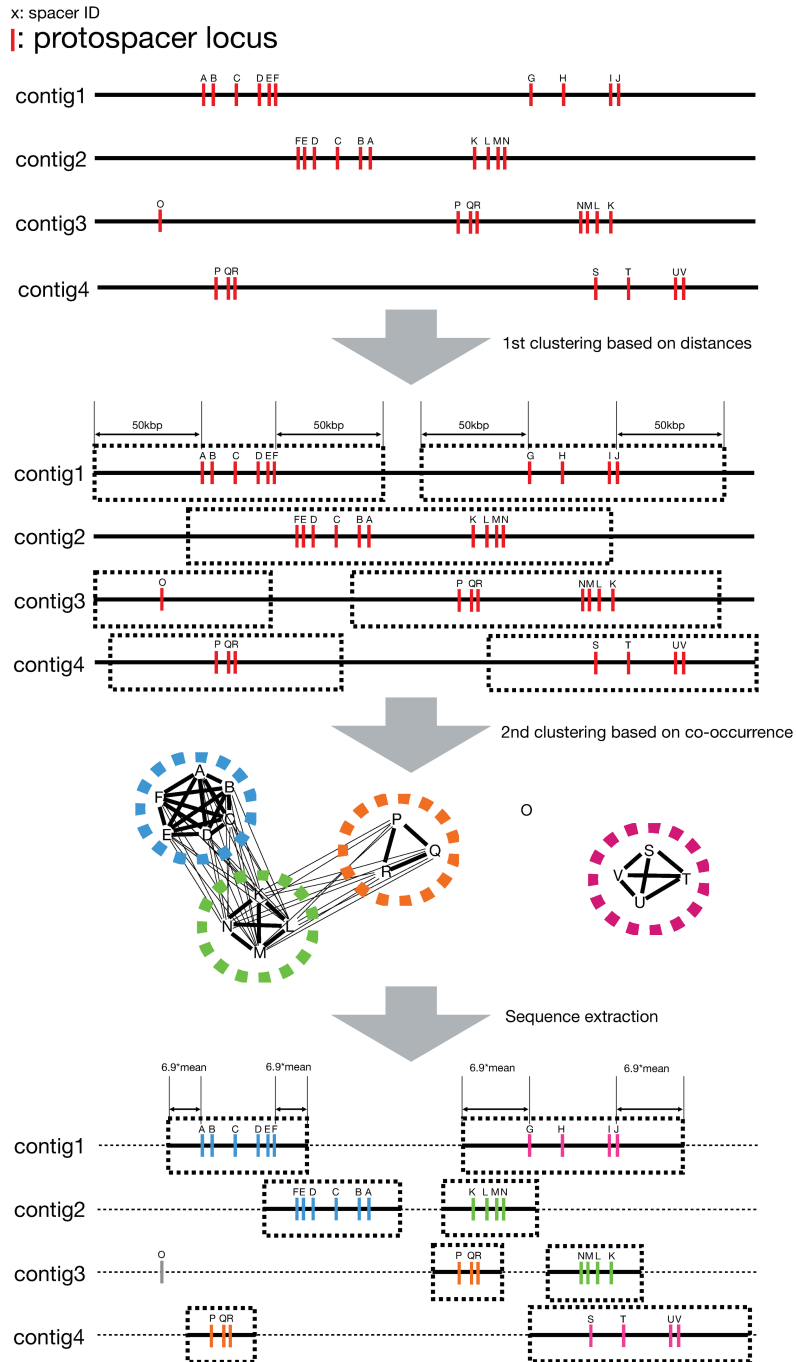 x: spacer ID
: protospacer locus
A B C D E F G H I J
contig1
F E D C B A K L M N
contig2
O P Q R N M L K
contig3
P Q R S T U V
contig4
1st clustering based on distances
50kbp 50kbp 50kbp 50kbp
A B C D E F G H I J
contig1
F E D C B A K L M N
contig2
O P Q R N M L K
contig3
P Q R S T U V
contig4
2nd clustering based on co-occurrence
A
B
F
C
E D
P
Q
R
O
S
V T
U
K
N L
M
Sequence extraction
6.9*mean 6.9*mean 6.9*mean 6.9*mean
A B C D E F G H I J
contig1
F E D C B A K L M N
contig2
O P Q R N M L K
contig3
P Q R S T U V
contig4